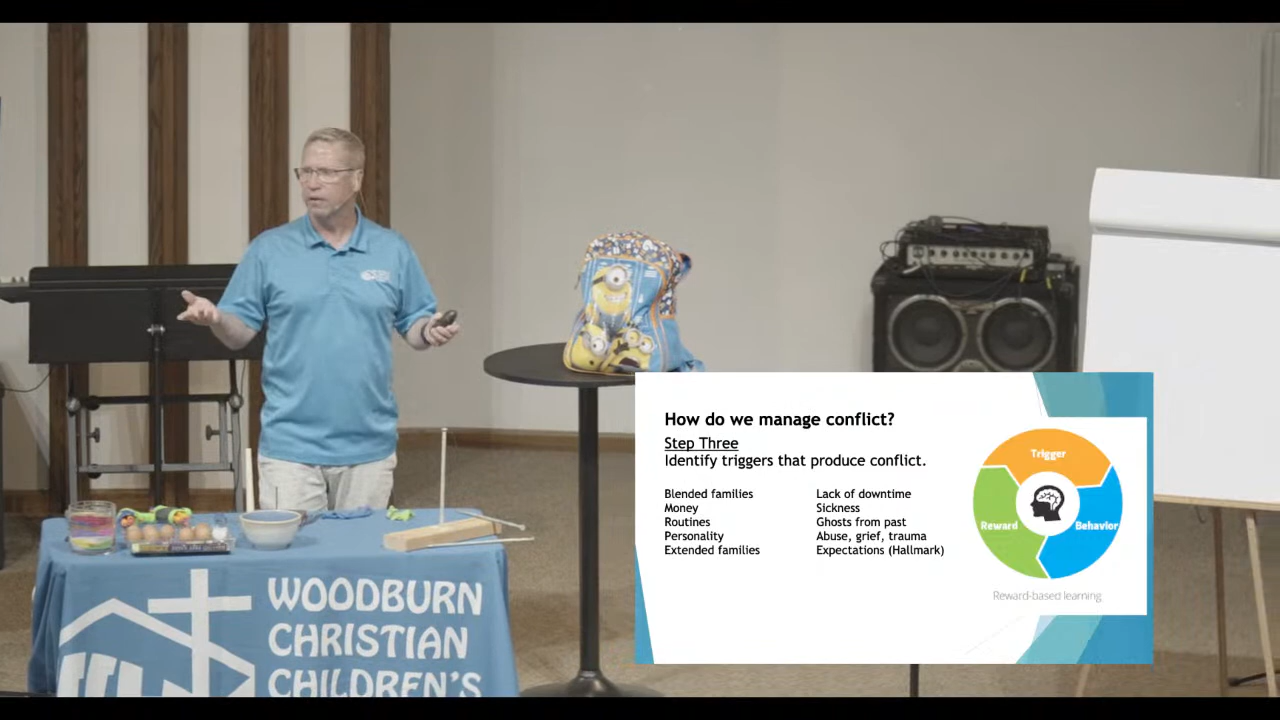 How do we manage conflict?
Step Three
Identify triggers that produce conflict.
Blended families
Money
Routines
Personality
Extended families
Lack of downtime
Sickness
Ghosts from past
Abuse, grief, trauma
Expectations (Hallmark)
Trigger
Reward
Behavior
Reward-based learning
WOODBURN
CHRISTIAN
CHILDREN'S